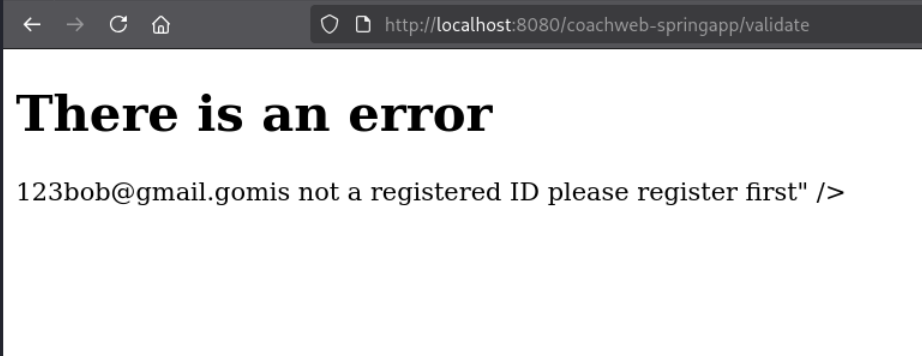 http://localhost:8080/coachweb-springapp/validate
There is an error
123bob@gmail.gomis not a registered ID please register first" />